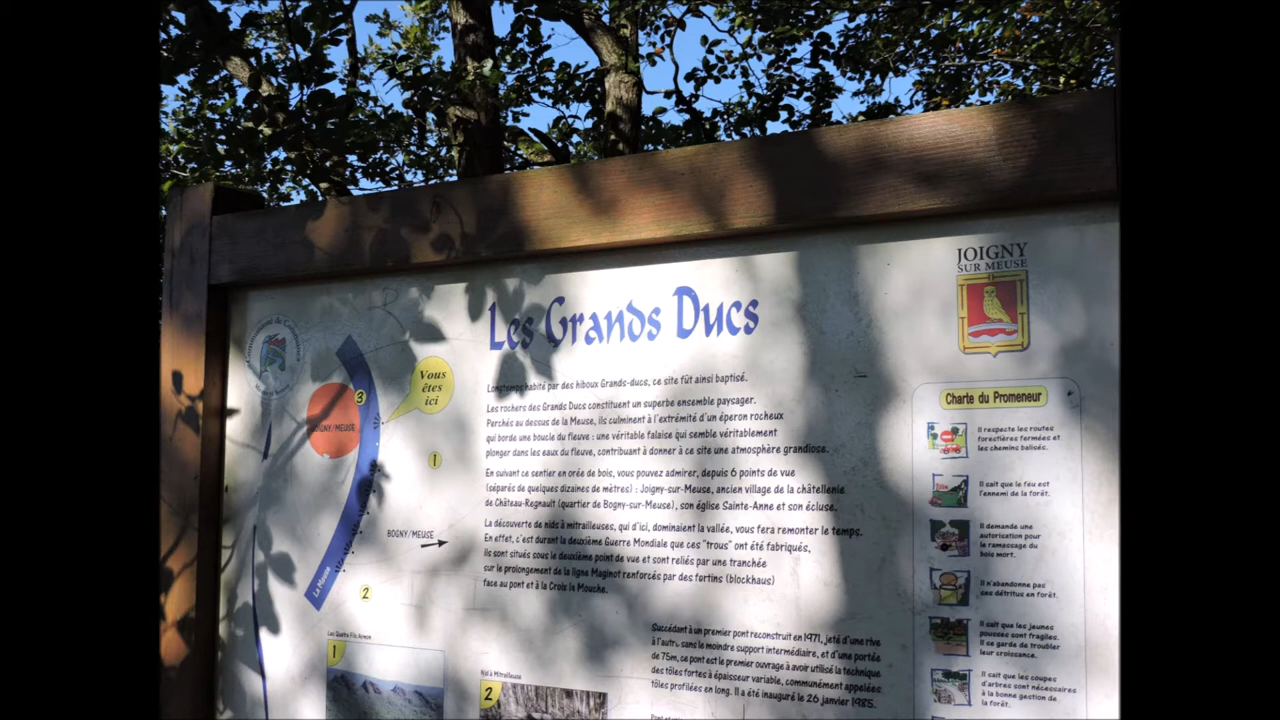 Les Grands Ducs
JOIGNY
SUR MEUSE
Communauté de Communes
Vous
êtes
ici
3
JOIGNY/MEUSE
1
BOGNY/MEUSE
La Meuse
2
Longtemps habité par des hiboux Grands-ducs, ce site fût ainsi baptisé.
Les rochers des Grands Ducs constituent un superbe ensemble paysager.
Perchés au dessus de la Meuse, ils culminent à l'extrémité d'un éperon rocheux
qui borde une boucle du fleuve : une véritable falaise qui semble véritablement
plonger dans les eaux du fleuve, contribuant à donner à ce site une atmosphère grandiose.
En suivant ce sentier en orée de bois, vous pouvez admirer, depuis 6 points de vue
(séparés de quelques dizaines de mètres) : Joigny-sur-Meuse, ancien village de la châtellenie
de Château-Regnault (quartier de Bogny-sur-Meuse), son église Sainte-Anne et son écluse.
La découverte de nids à mitrailleuses, qui d'ici, dominaient la vallée, vous fera remonter le temps.
En effet, c'est durant la deuxième Guerre Mondiale que ces "trous" ont été fabriqués,
ils sont situés sous le deuxième point de vue et sont reliés par une tranchée
sur le prolongement de la ligne Maginot renforcés par des fortins (blockhaus)
face au pont et à la Croix la Mouche.
Succédant à un premier pont reconstruit en 1971, jeté d'une rive
à l'autre sans le moindre support intermédiaire, et d'une portée
de 75m, ce pont est le premier ouvrage à avoir utilisé la technique
des tôles fortes à épaisseur variable, communément appelées
tôles profilées en long. Il a été inauguré le 26 janvier 1985.
Les Quatre Fils Aymon
1
Nid à Mitrailleuse
2
Charte du Promeneur
Il respecte les routes
forestières fermées et
les chemins balisés.
Il sait que le feu est
l'ennemi de la forêt.
Il demande une
autorisation pour
le ramassage du
bois mort.
Il n'abandonne pas
ses détritus en forêt.
Il sait que les jeunes
pousses sont fragiles.
Il se garde de troubler
leur croissance.
Il sait que les coupes
d'arbres sont nécessaires
à la bonne gestion de
la forêt.